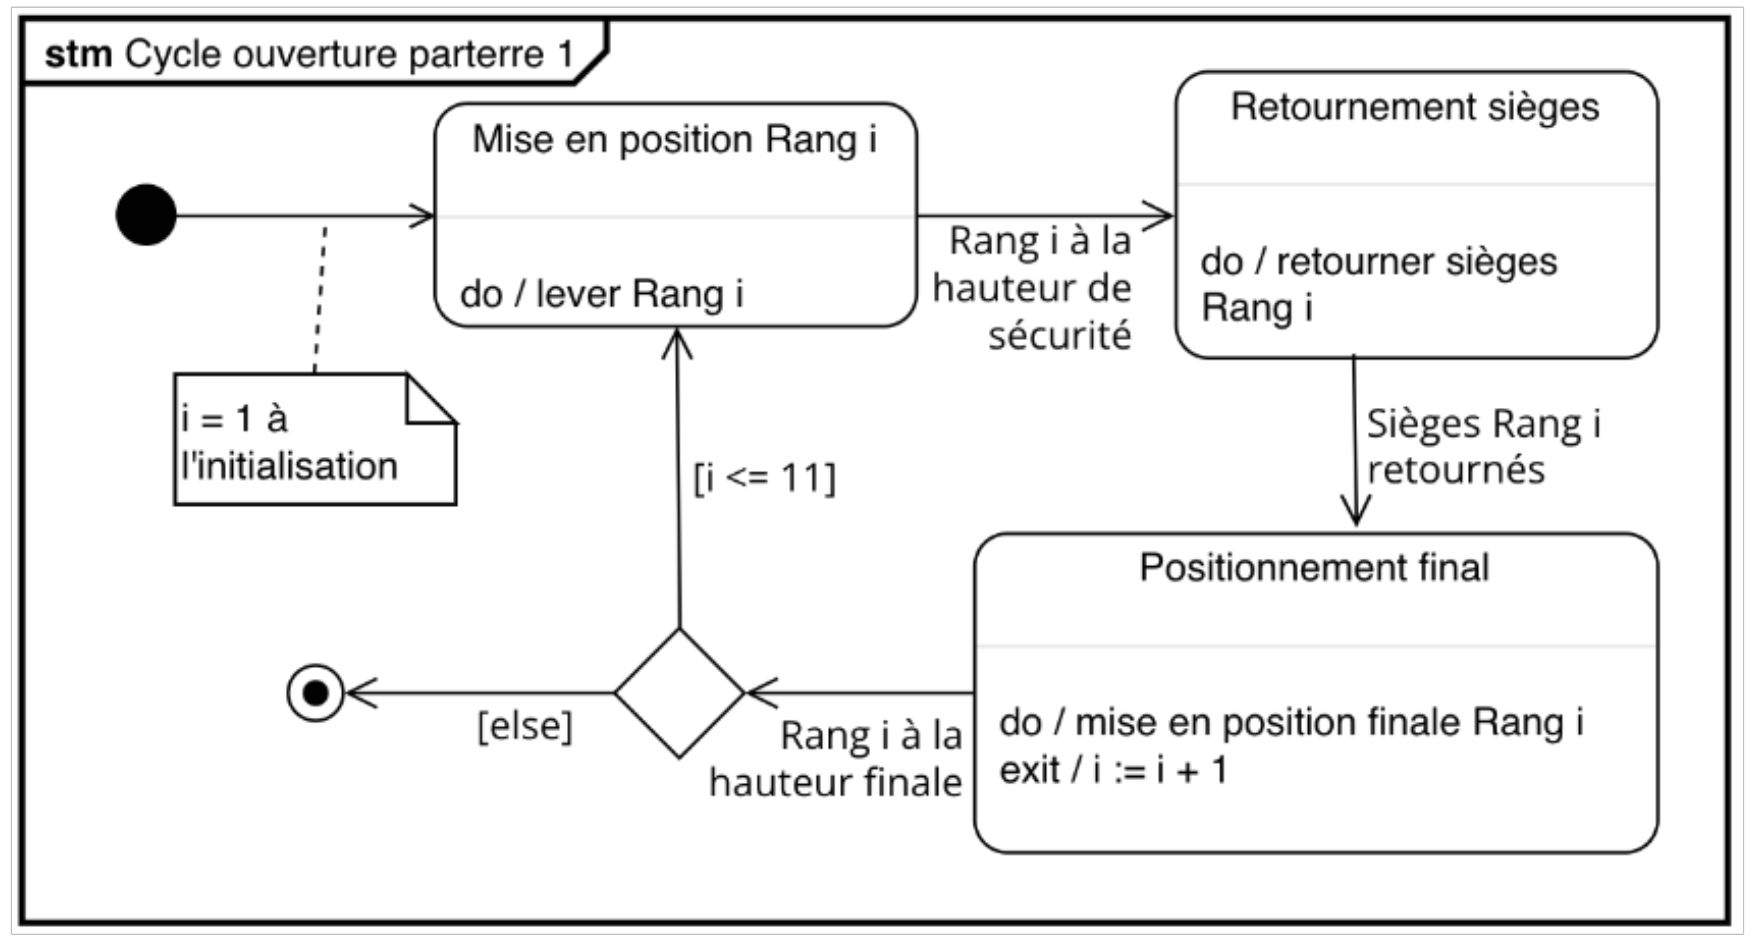 stm Cycle ouverture parterre 1
Mise en position Rang i
do / lever Rang i
Rang i à la
hauteur de
sécurité
Retournement sièges
do / retourner sièges
Rang i
i = 1 à
l'initialisation
[i <= 11]
Sièges Rang i
retournés
Positionnement final
do / mise en position finale Rang i
exit / i := i + 1
Rang i à la
hauteur finale
[else]